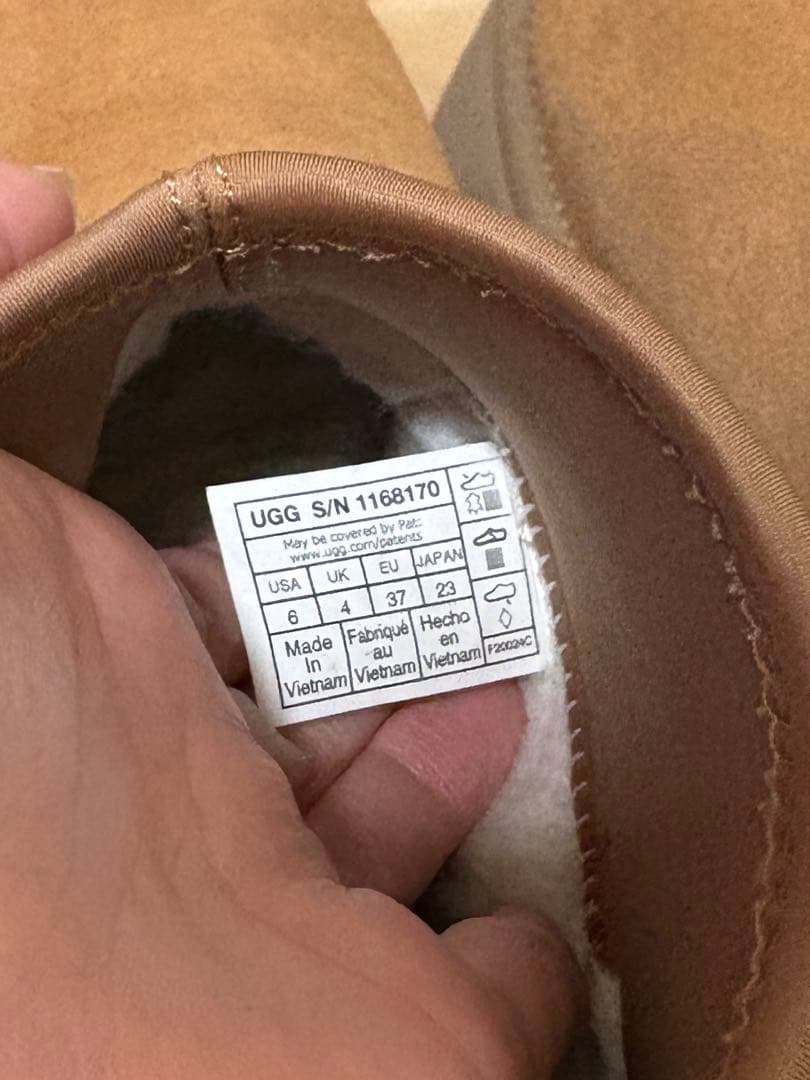 UGG S/N 1168170
May be covered by Pat.:
www.ugg.com/patents
USA UK EU JAPAN
6 4 37 23
Made In Vietnam
Fabriqué au Vietnam
Hecho en Vietnam
F20024C